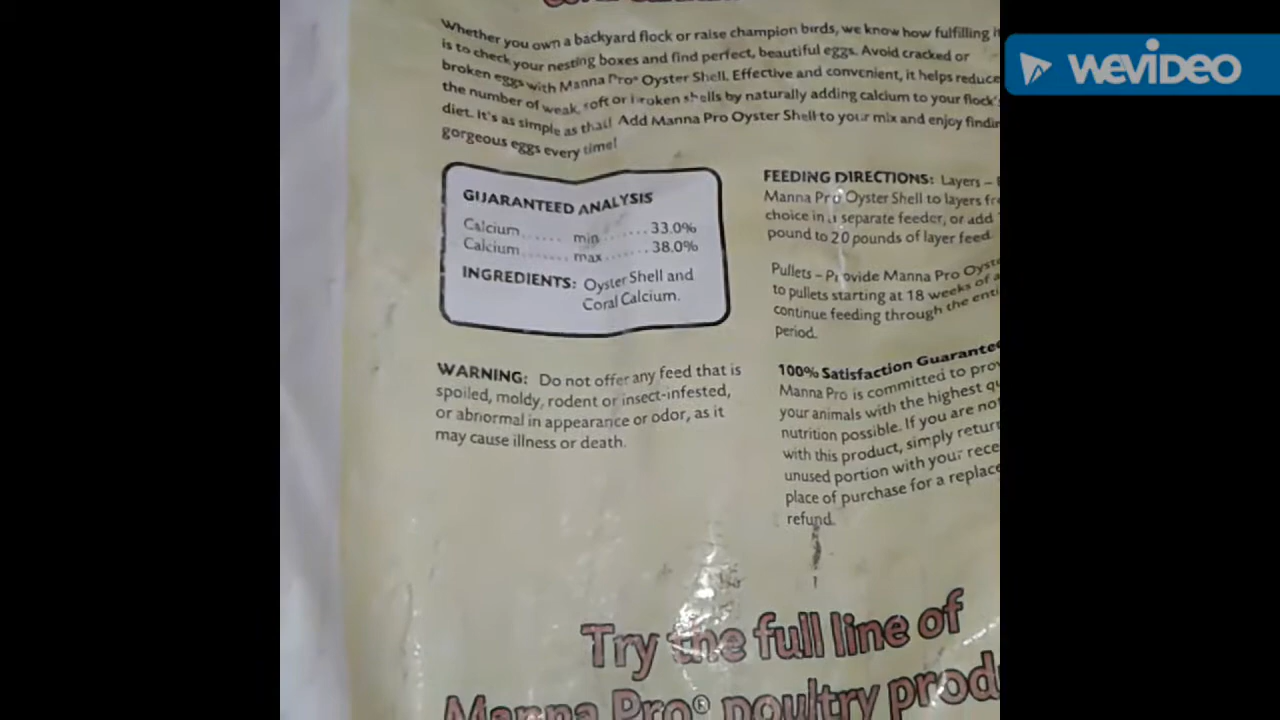 Whether you own a backyard flock or raise champion birds, we know how fulfilling
is to check your nesting boxes and find perfect, beautiful eggs. Avoid cracked or
broken eggs with Manna Pro® Oyster Shell. Effective and convenient, it helps reduce
the number of weak, soft or broken shells by naturally adding calcium to your flock's
diet. It's as simple as that! Add Manna Pro Oyster Shell to your mix and enjoy findin
gorgeous eggs every time!
WEVIDEO
GUARANTEED ANALYSIS
Calcium ...... min ...... 33.0%
Calcium ...... max ...... 38.0%
INGREDIENTS: Oyster Shell and
Coral Calcium.
WARNING: Do not offer any feed that is
spoiled, moldy, rodent or insect-infested,
or abnormal in appearance or odor, as it
may cause illness or death.
FEEDING DIRECTIONS: Layers –
Manna Pro Oyster Shell to layers fr
choice in a separate feeder, or add
pound to 20 pounds of layer feed.
Pullets – Provide Manna Pro Oyste
to pullets starting at 18 weeks of a
continue feeding through the enti
period.
100% Satisfaction Guarantee
Manna Pro is committed to pro
your animals with the highest qu
nutrition possible. If you are no
with this product, simply return
unused portion with your rece
place of purchase for a replace
refund.
Try the full line of
Manna Pro® poultry prod